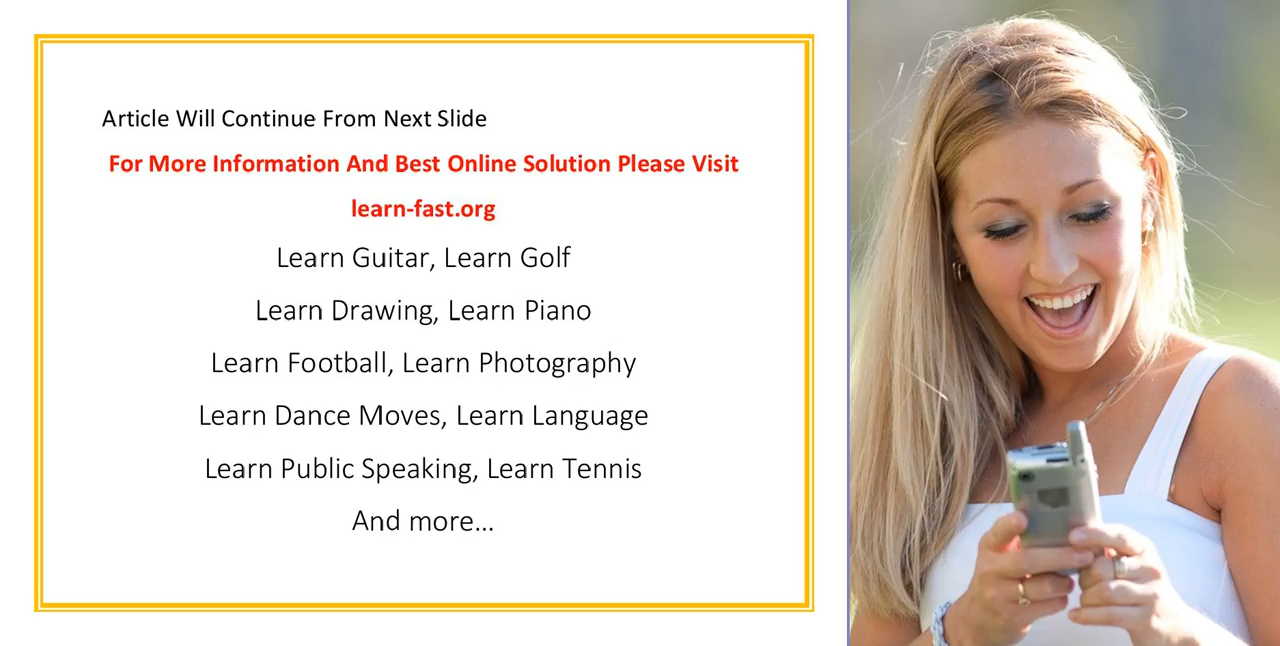 Article Will Continue From Next Slide
For More Information And Best Online Solution Please Visit
learn-fast.org
Learn Guitar, Learn Golf
Learn Drawing, Learn Piano
Learn Football, Learn Photography
Learn Dance Moves, Learn Language
Learn Public Speaking, Learn Tennis
And more...